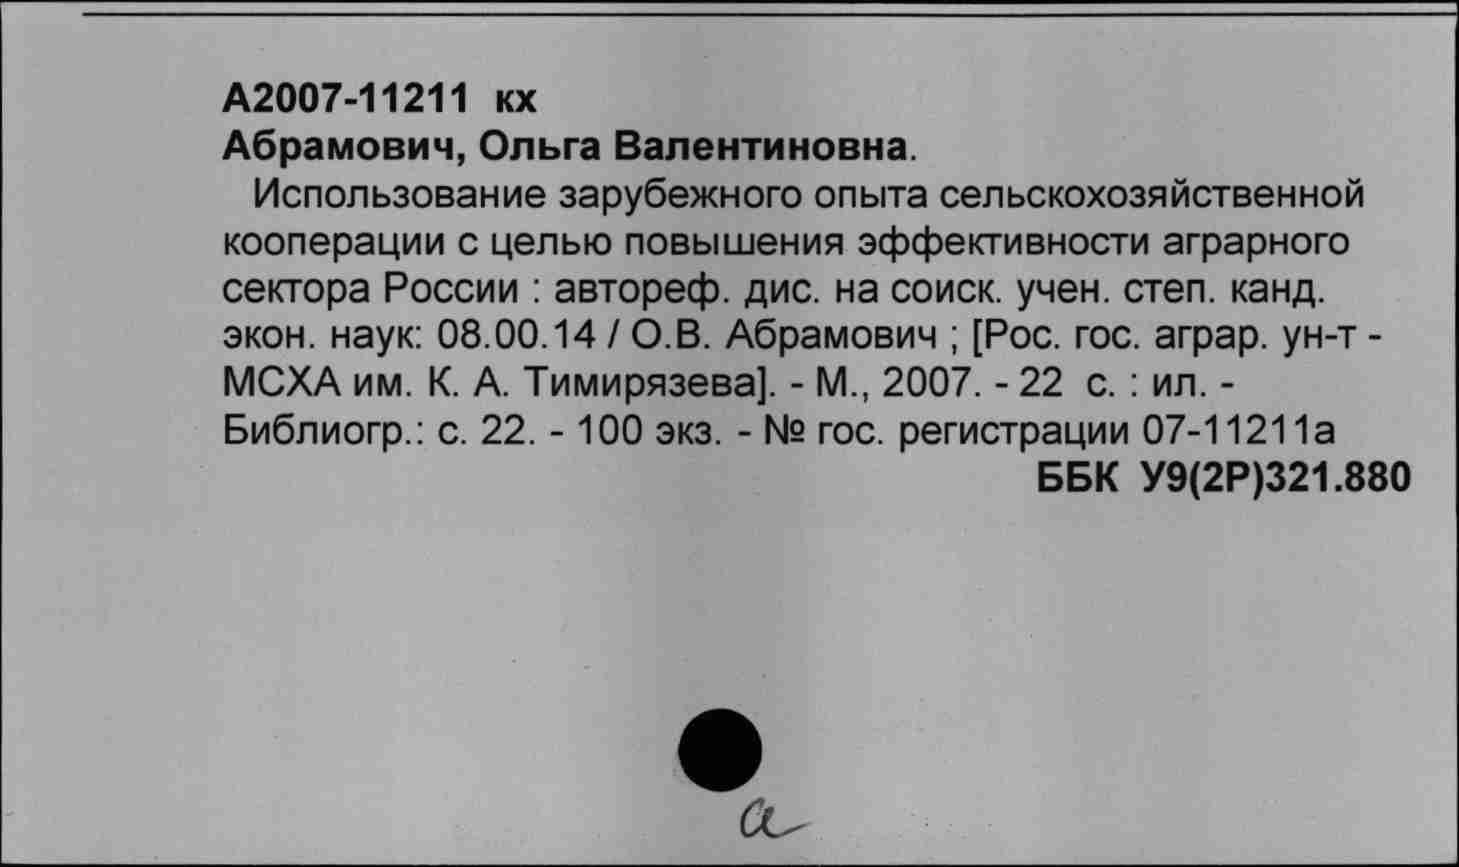 А2007-11211 кх
Абрамович, Ольга Валентиновна.
Использование зарубежного опыта сельскохозяйственной
кооперации с целью повышения эффективности аграрного
сектора России : автореф. дис. на соиск. учен. степ. канд.
экон. наук: 08.00.14 / О.В. Абрамович ; [Рос. гос. аграр. ун-т -
МСХА им. К. А. Тимирязева]. - М., 2007. - 22 с. : ил. -
Библиогр.: с. 22. - 100 экз. - № гос. регистрации 07-11211а
ББК У9(2Р)321.880
а